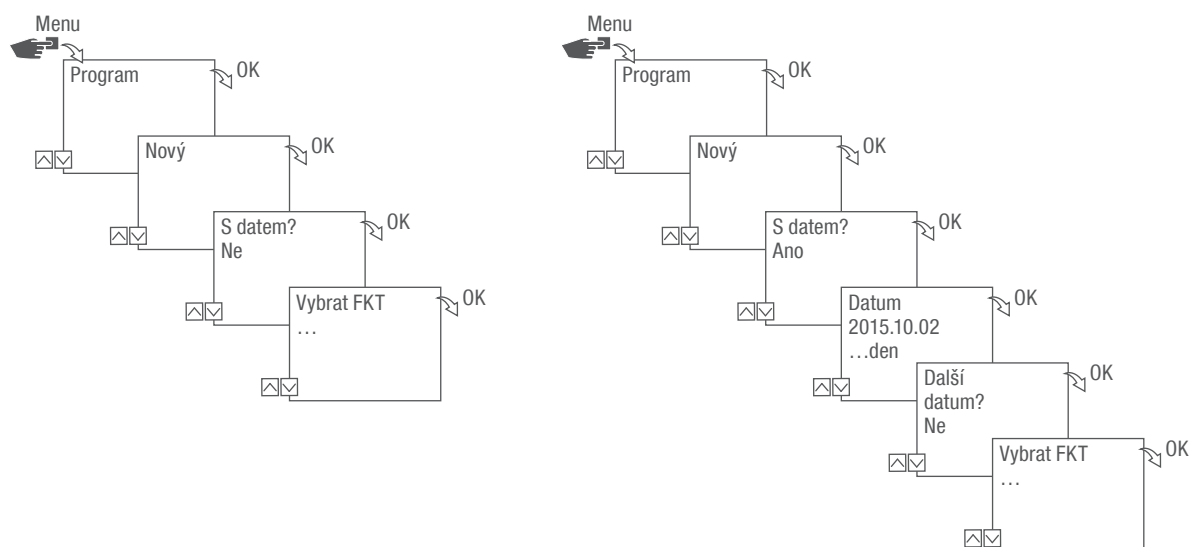 Menu
Program
OK
Nový
OK
S datem?
Ne
OK
Vybrat FKT
...
OK
Menu
Program
OK
Nový
OK
S datem?
Ano
OK
Datum
2015.10.02
...den
OK
Další
datum?
Ne
OK
Vybrat FKT
...
OK